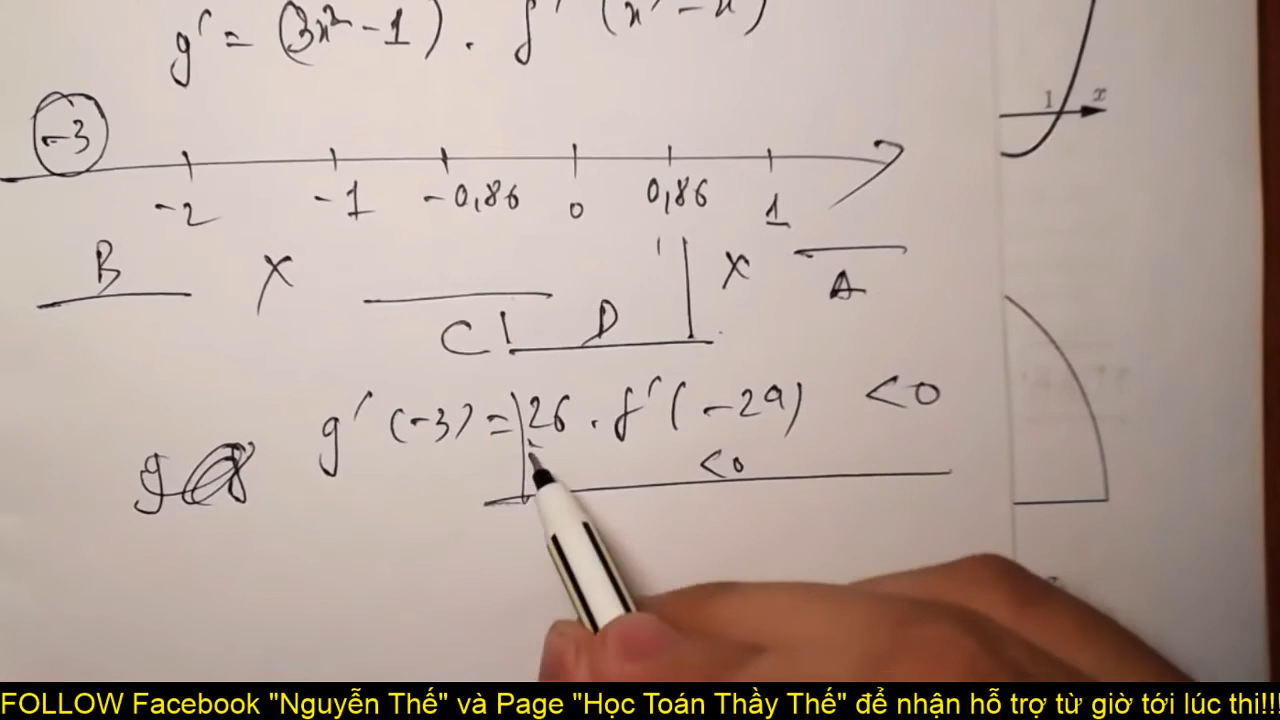 g' = (3x² - 1) . f' (x³ - x)
1 x
-3
-2 -1 -0,86 0 0,86 1
B X C D X A
g' (-3) = 26 . f' (-29) < 0
g
< 0
FOLLOW Facebook "Nguyễn Thế" và Page "Học Toán Thầy Thế" để nhận hỗ trợ từ giờ tới lúc thi!!!